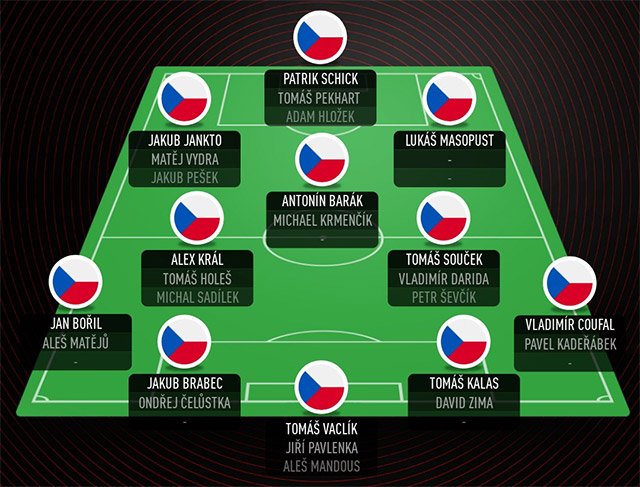 PATRIK SCHICK
TOMÁŠ PEKHART
ADAM HLOŽEK
JAKUB JANKTO
MATĚJ VYDRA
JAKUB PEŠEK
LUKÁŠ MASOPUST
-
-
ANTONÍN BARÁK
MICHAEL KRMENČÍK
-
ALEX KRÁL
TOMÁŠ HOLEŠ
MICHAL SADÍLEK
TOMÁŠ SOUČEK
VLADIMÍR DARIDA
PETR ŠEVČÍK
JAN BOŘIL
ALEŠ MATĚJŮ
-
VLADIMÍR COUFAL
PAVEL KADEŘÁBEK
-
JAKUB BRABEC
ONDŘEJ ČELŮSTKA
-
TOMÁŠ KALAS
DAVID ZIMA
-
TOMÁŠ VACLÍK
JIŘÍ PAVLENKA
ALEŠ MANDOUS